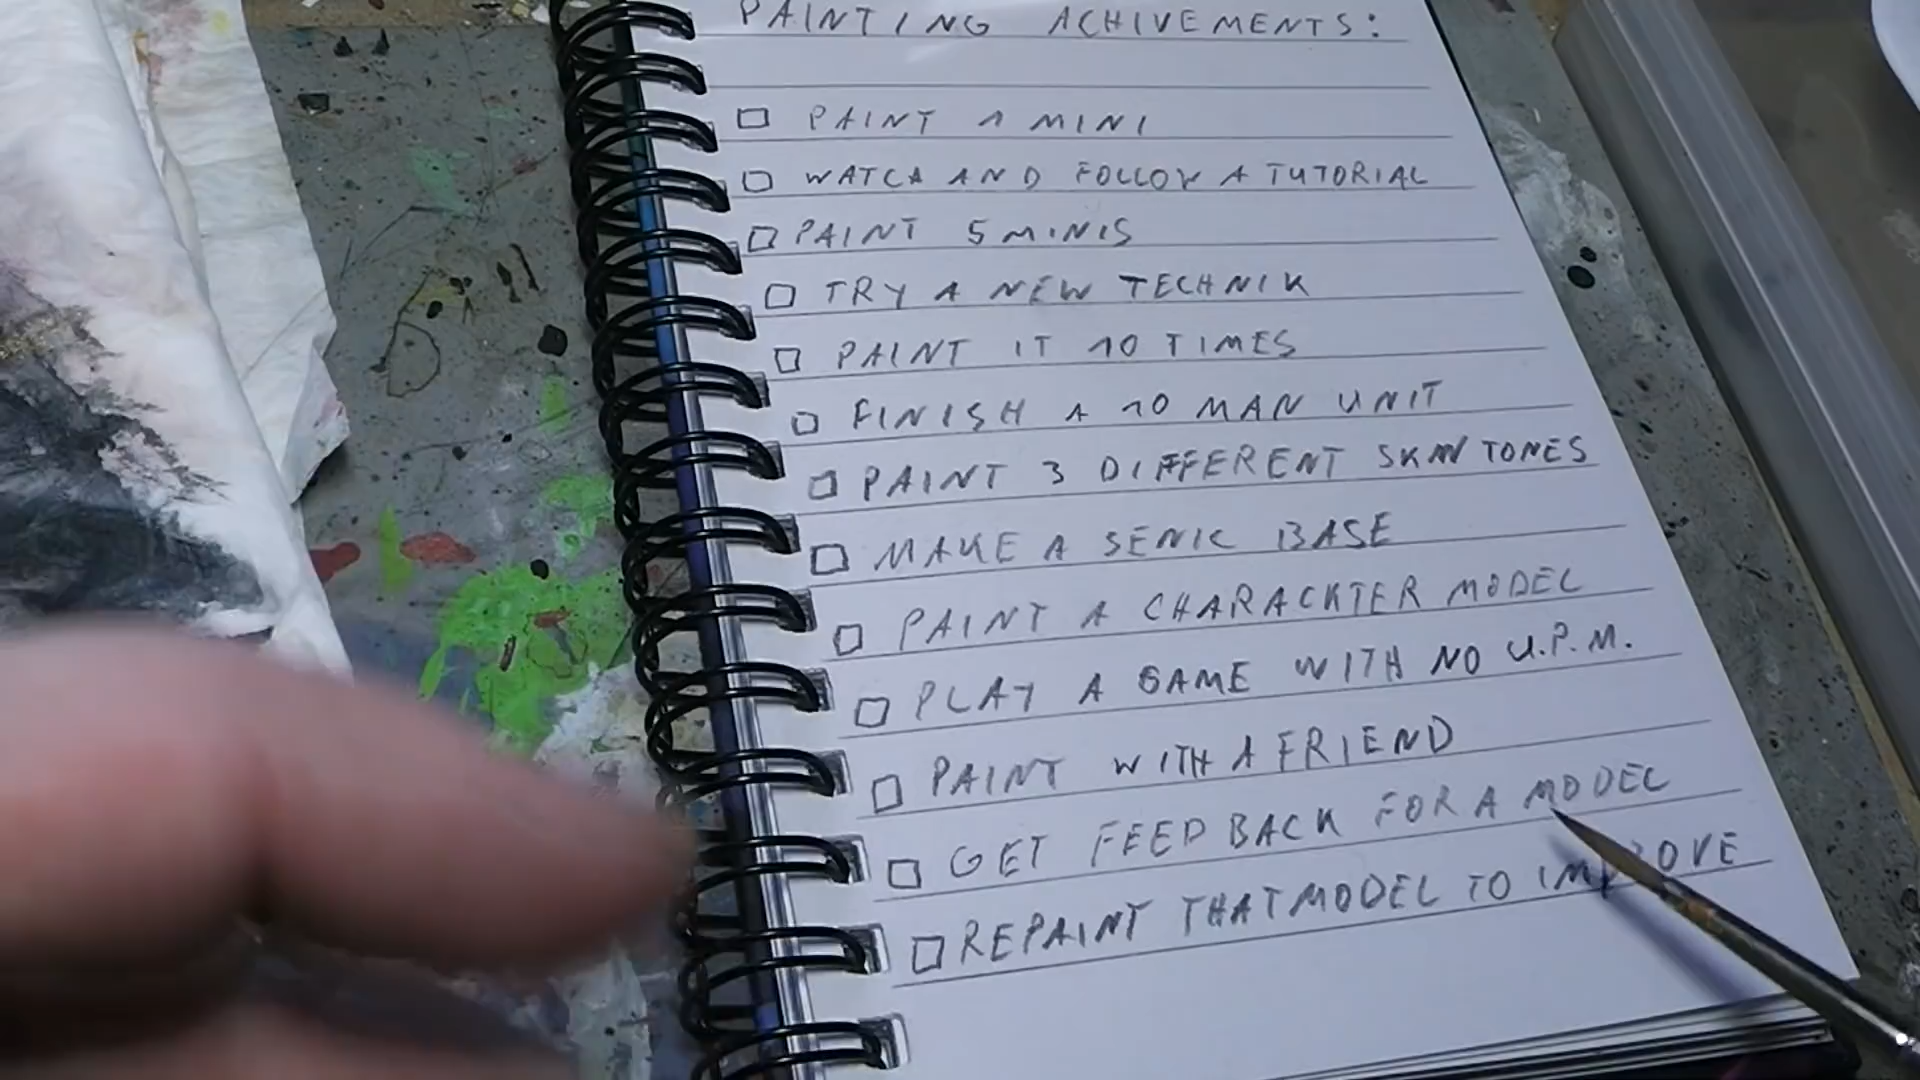 PAINTING ACHIVEMENTS:
PAINT 1 MINI
WATCH AND FOLLOW A TUTORIAL
PAINT 5 MINIS
TRY A NEW TECHNIK
PAINT IT 10 TIMES
FINISH A 10 MAN UNIT
PAINT 3 DIFFERENT SKIN TONES
MAKE A SENIC BASE
PAINT A CHARACKTER MODEL
PLAY A GAME WITH NO U.P.M.
PAINT WITH A FRIEND
GET FEEDBACK FOR A MODEL
REPAINT THAT MODEL TO IMPROVE